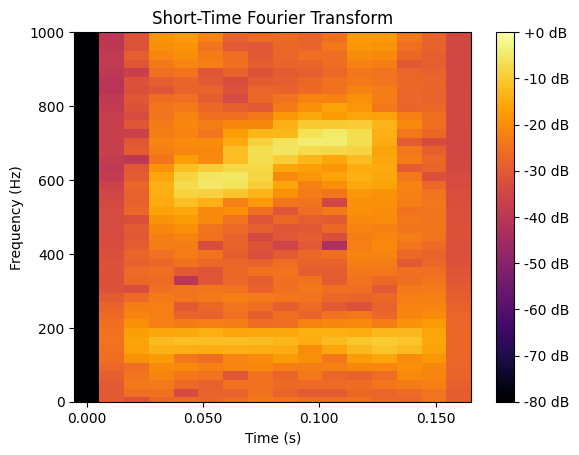 Short-Time Fourier Transform
1000
800
600
400
200
0
Frequency (Hz)
0.000
0.050
0.100
0.150
Time (s)
+0 dB
-10 dB
-20 dB
-30 dB
-40 dB
-50 dB
-60 dB
-70 dB
-80 dB